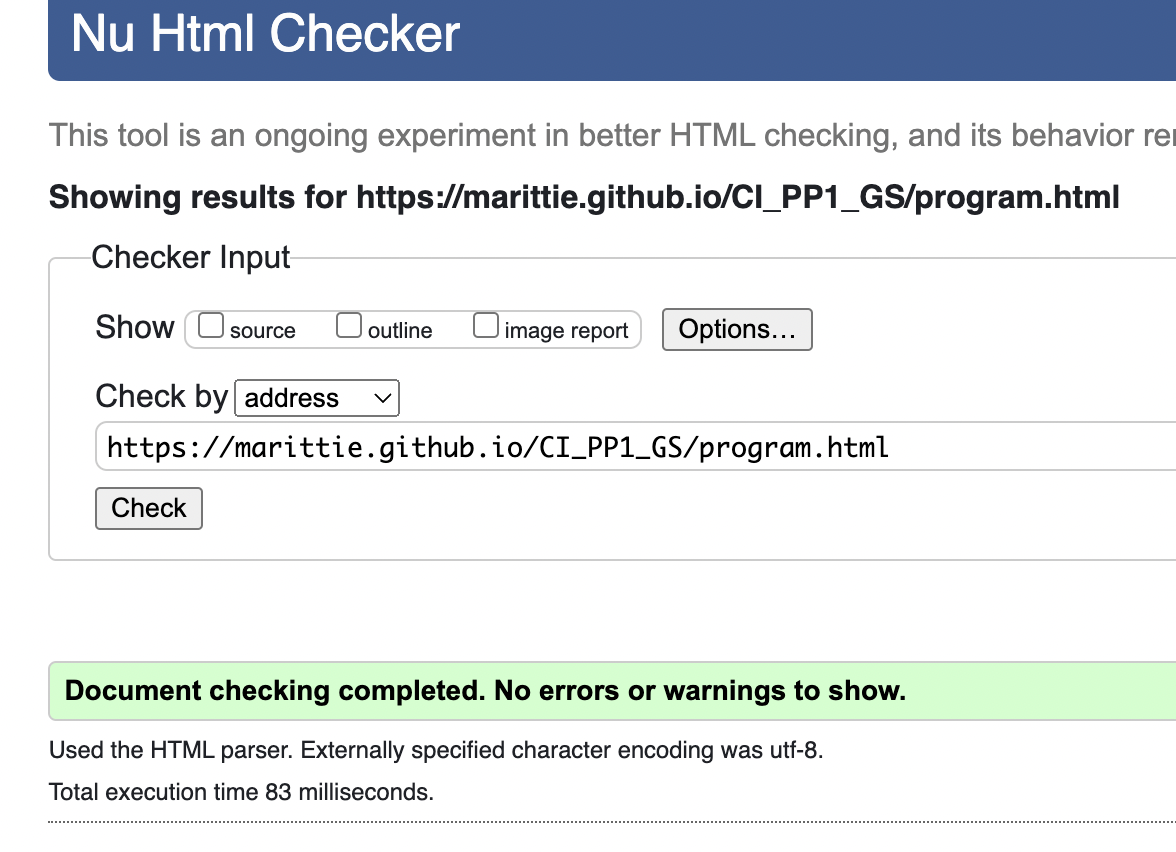 Nu Html Checker
This tool is an ongoing experiment in better HTML checking, and its behavior
Showing results for https://marittie.github.io/CI_PP1_GS/program.html
Checker Input
Show source outline image report Options...
Check by address
https://marittie.github.io/CI_PP1_GS/program.html
Check
Document checking completed. No errors or warnings to show.
Used the HTML parser. Externally specified character encoding was utf-8.
Total execution time 83 milliseconds.